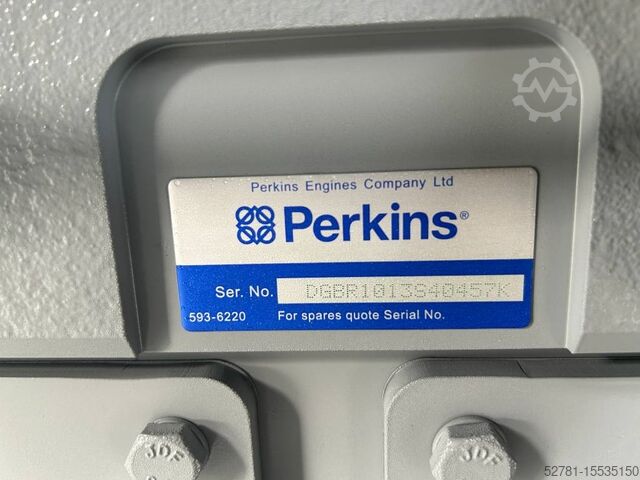 Perkins Engines Company Ltd
Perkins®
Ser. No. DGBR1013S40457K
593-6220 For spares quote Serial No.
JDF JDF
52781-15535150